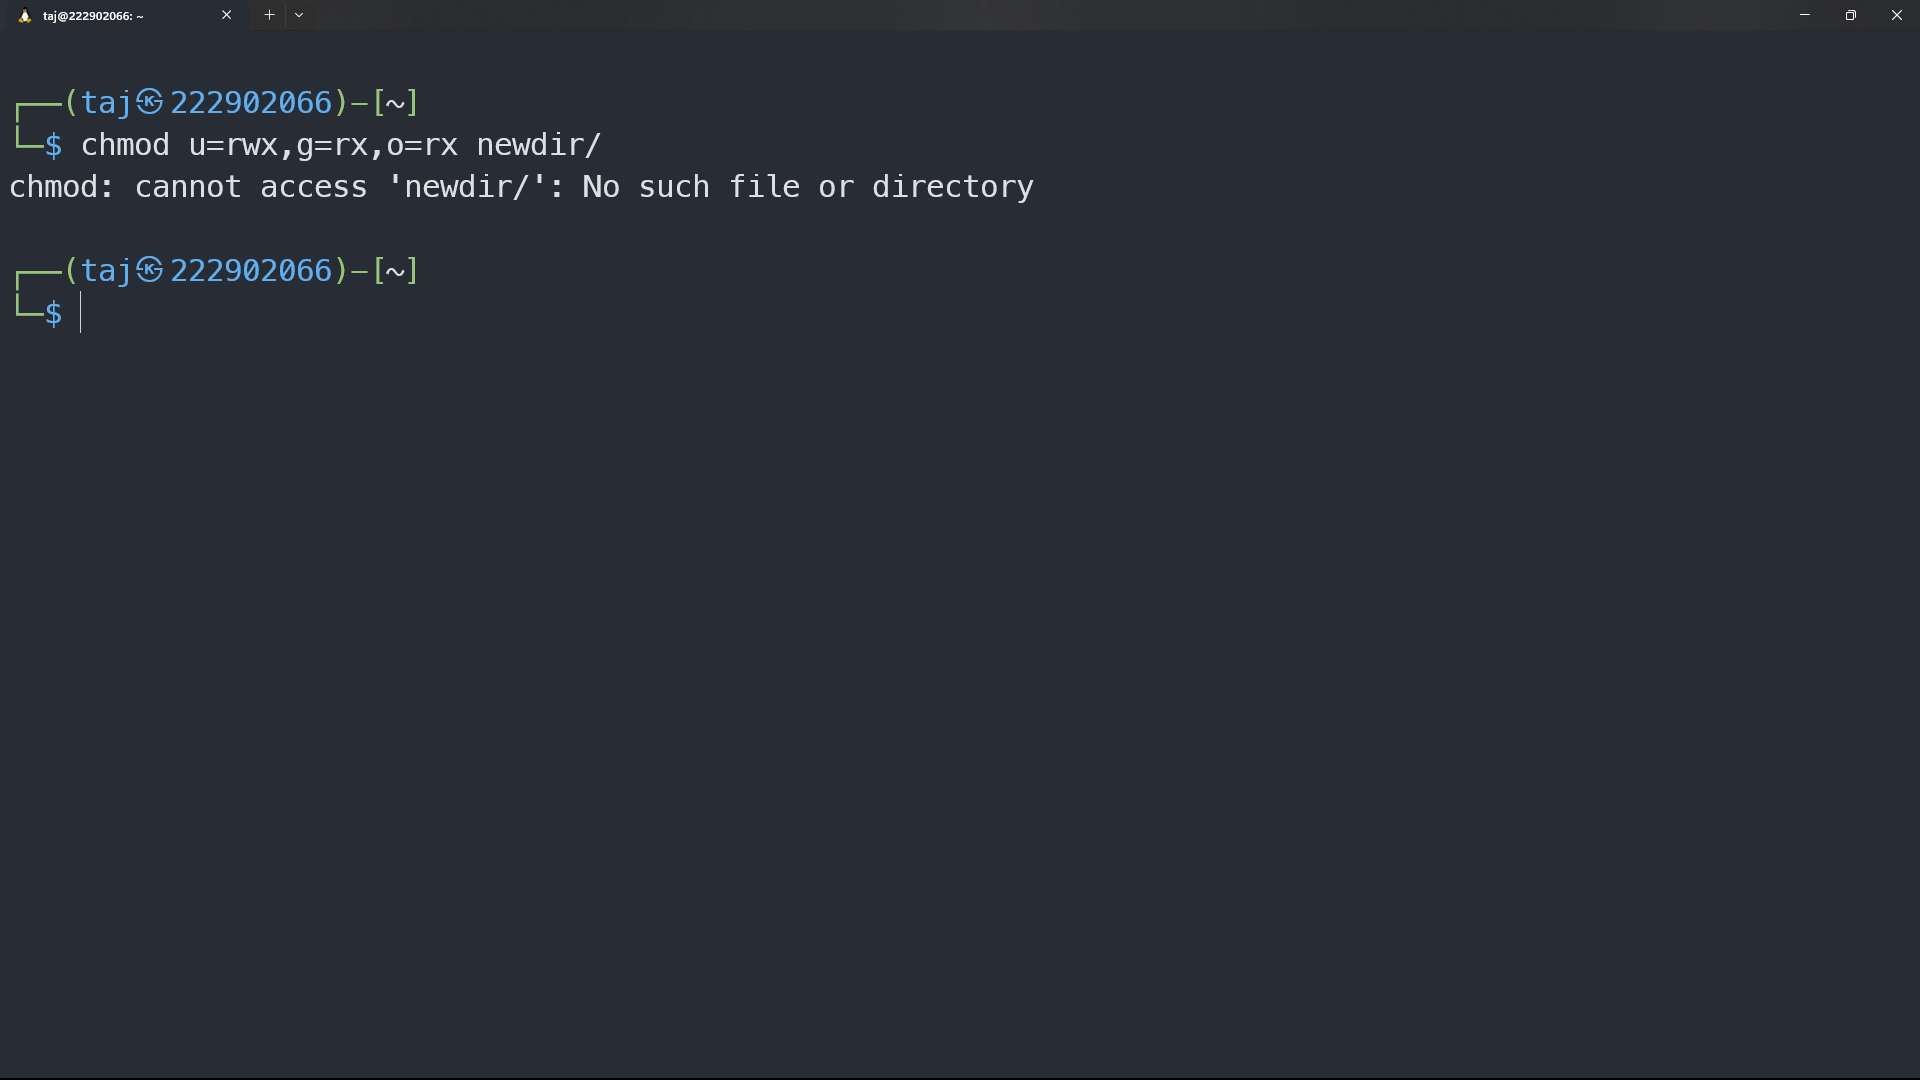 taj@222902066: ~
┌──(taj㉿222902066)-[~]
└─$ chmod u=rwx,g=rx,o=rx newdir/
chmod: cannot access 'newdir/': No such file or directory
┌──(taj㉿222902066)-[~]
└─$